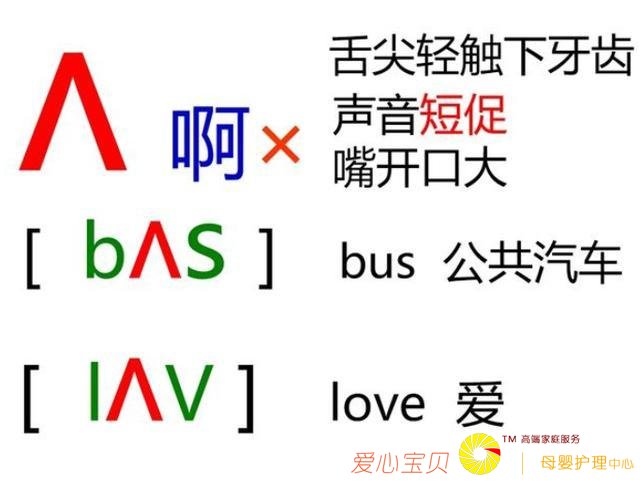 舌尖轻触下牙齿
声音短促
嘴开口大
Λ 啊×
[ bΛs ] bus 公共汽车
[ lΛv ] love 爱
爱心宝贝 TM 高端家庭服务
母婴护理中心